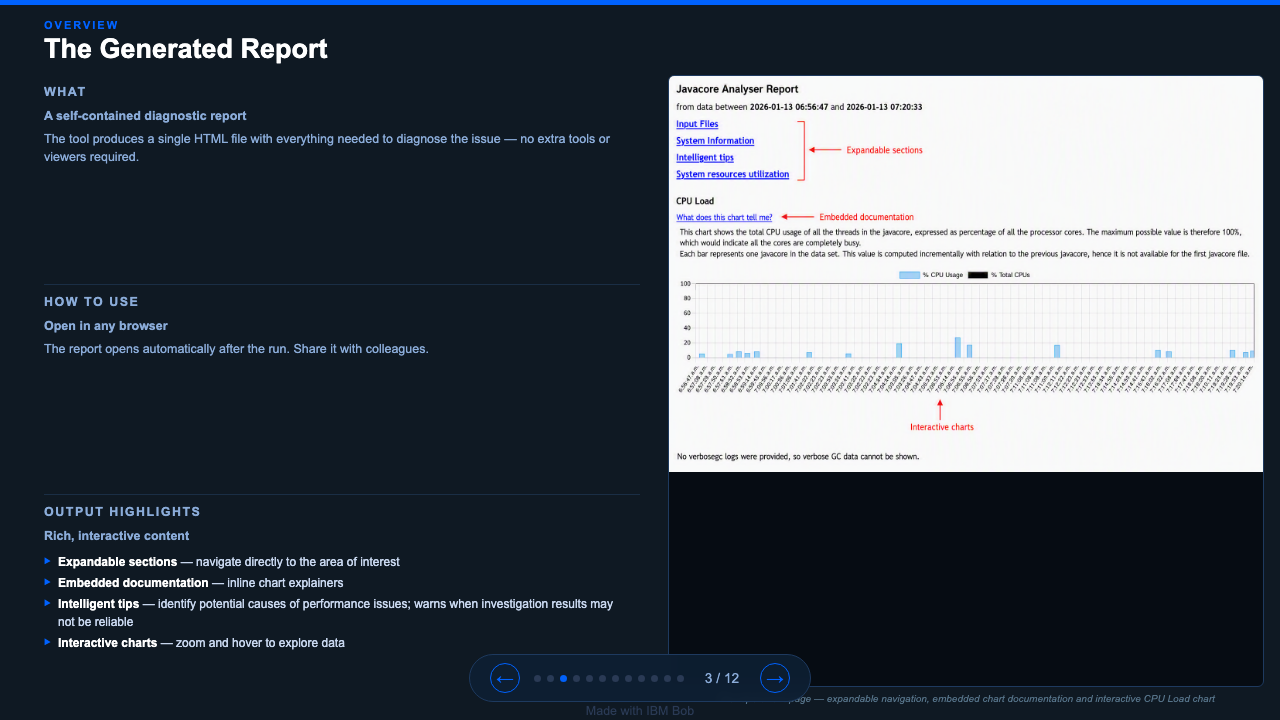 OVERVIEW
The Generated Report
WHAT
A self-contained diagnostic report
The tool produces a single HTML file with everything needed to diagnose the issue — no extra tools or
viewers required.
HOW TO USE
Open in any browser
The report opens automatically after the run. Share it with colleagues.
OUTPUT HIGHLIGHTS
Rich, interactive content
► Expandable sections — navigate directly to the area of interest
► Embedded documentation — inline chart explainers
► Intelligent tips — identify potential causes of performance issues; warns when investigation results may
not be reliable
► Interactive charts — zoom and hover to explore data
Javacore Analyser Report
from data between 2026-01-13 06:56:47 and 2026-01-13 07:20:33
Input Files
System Information
Intelligent tips
System resources utilization
Expandable sections
CPU Load
What does this chart tell me?
Embedded documentation
This chart shows the total CPU usage of all the threads in the javacore, expressed as percentage of all the processor cores. The maximum possible value is therefore 100%,
which would indicate all the cores are completely busy.
Each bar represents one javacore in the data set. This value is computed incrementally with relation to the previous javacore, hence it is not available for the first javacore file.
% CPU Usage % Total CPUs
100
80
60
40
20
0
Interactive charts
No verbosegc logs were provided, so verbose GC data cannot be shown.
— expandable navigation, embedded chart documentation and interactive CPU Load chart
← 3 / 12 →
Made with IBM Bob